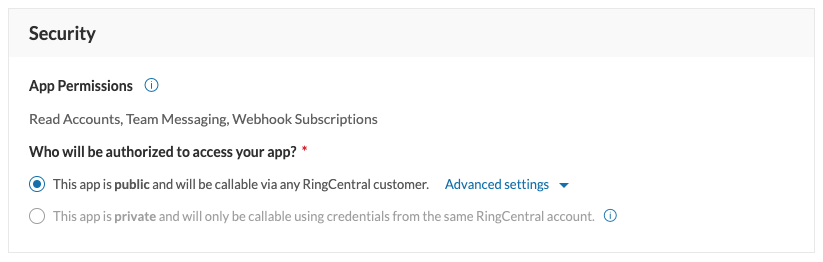 Security
App Permissions
Read Accounts, Team Messaging, Webhook Subscriptions
Who will be authorized to access your app? *
This app is public and will be callable via any RingCentral customer. Advanced settings
This app is private and will only be callable using credentials from the same RingCentral account.